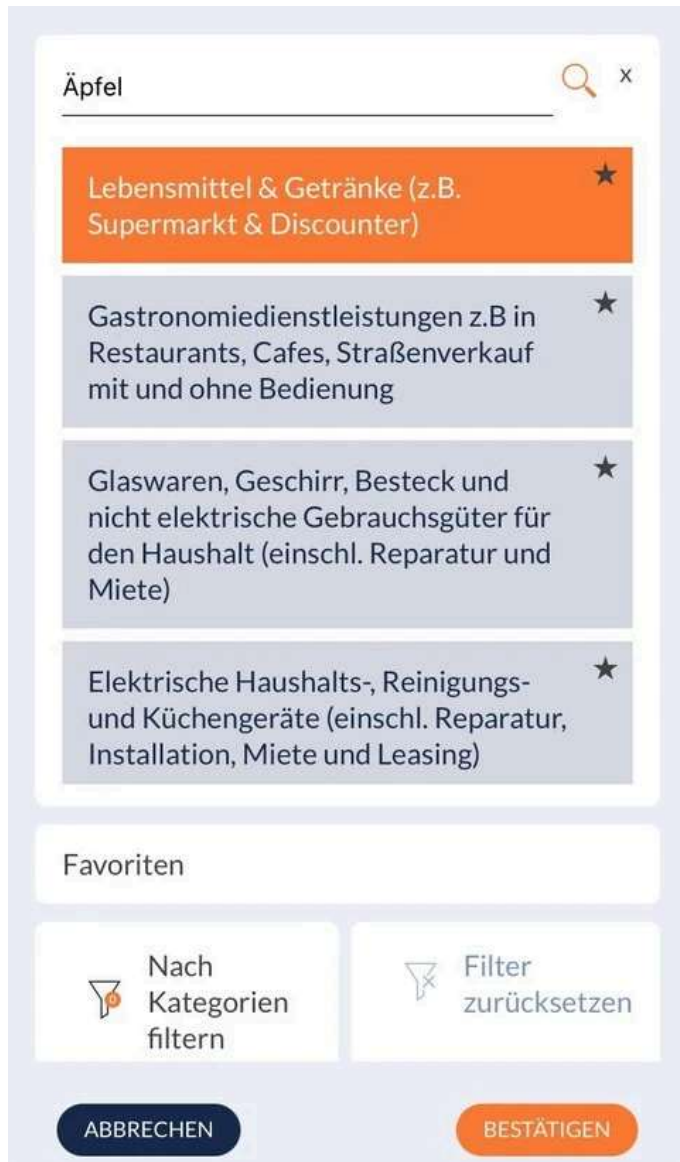 Äpfel
x
Lebensmittel & Getränke (z.B.
Supermarkt & Discounter)
Gastronomiedienstleistungen z.B in
Restaurants, Cafes, Straßenverkauf
mit und ohne Bedienung
Glaswaren, Geschirr, Besteck und
nicht elektrische Gebrauchsgüter für
den Haushalt (einschl. Reparatur und
Miete)
Elektrische Haushalts-, Reinigungs-
und Küchengeräte (einschl. Reparatur,
Installation, Miete und Leasing)
Favoriten
Nach
Kategorien
filtern
0
Filter
zurücksetzen
ABBRECHEN
BESTÄTIGEN